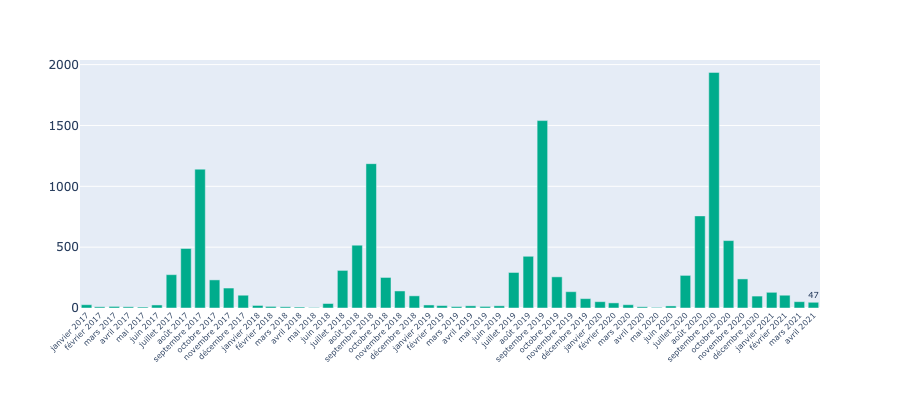 2000
1500
1000
500
0
47
janvier 2017
février 2017
mars 2017
avril 2017
mai 2017
juin 2017
juillet 2017
août 2017
septembre 2017
octobre 2017
novembre 2017
décembre 2017
janvier 2018
février 2018
mars 2018
avril 2018
mai 2018
juin 2018
juillet 2018
août 2018
septembre 2018
octobre 2018
novembre 2018
décembre 2018
janvier 2019
février 2019
mars 2019
avril 2019
mai 2019
juin 2019
juillet 2019
août 2019
septembre 2019
octobre 2019
novembre 2019
décembre 2019
janvier 2020
février 2020
mars 2020
avril 2020
mai 2020
juin 2020
juillet 2020
août 2020
septembre 2020
octobre 2020
novembre 2020
décembre 2020
janvier 2021
février 2021
mars 2021
avril 2021